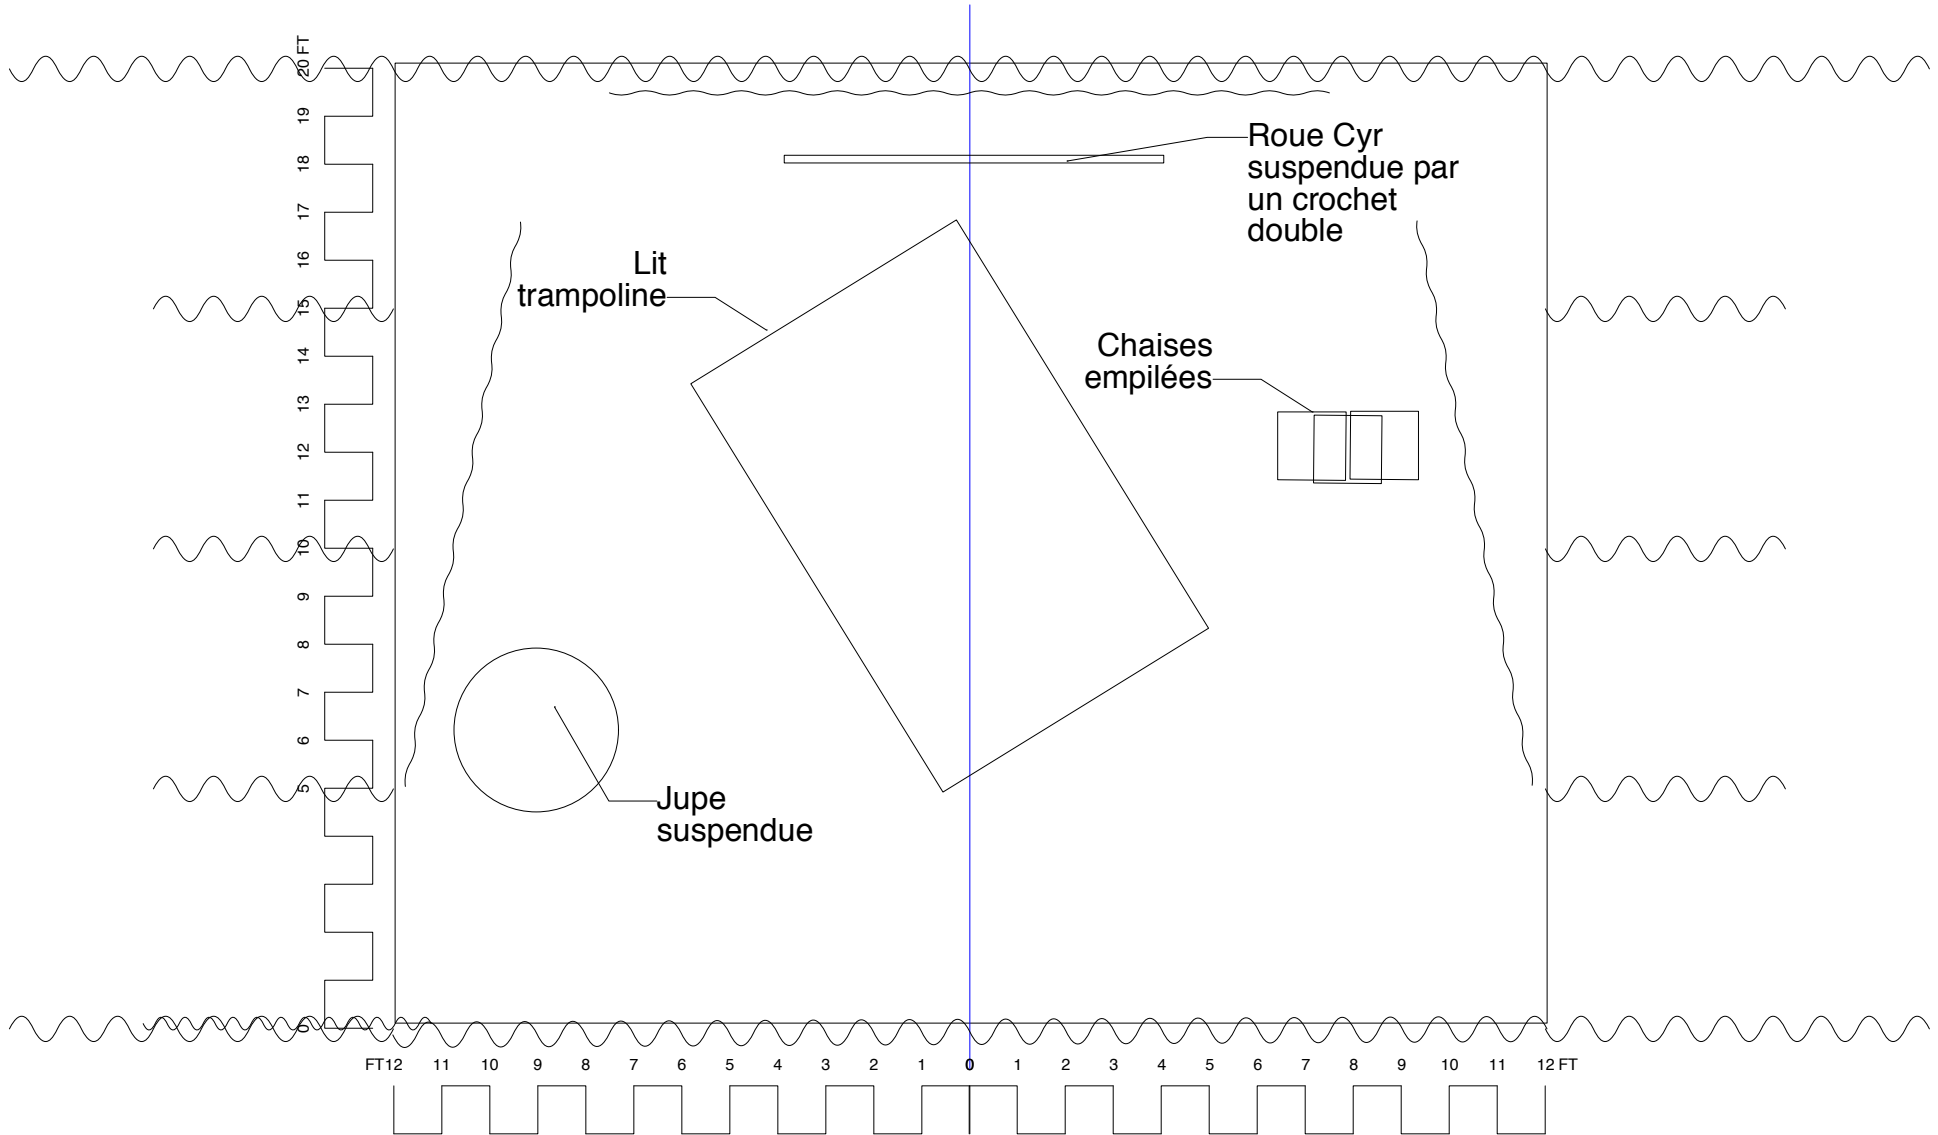 20 FT
19
18
17
16
15
14
13
12
11
10
9
8
7
6
5
0
Roue Cyr
suspendue par
un crochet
double
Lit
trampoline
Chaises
empilées
Jupe
suspendue
FT12 11 10 9 8 7 6 5 4 3 2 1 0 1 2 3 4 5 6 7 8 9 10 11 12 FT